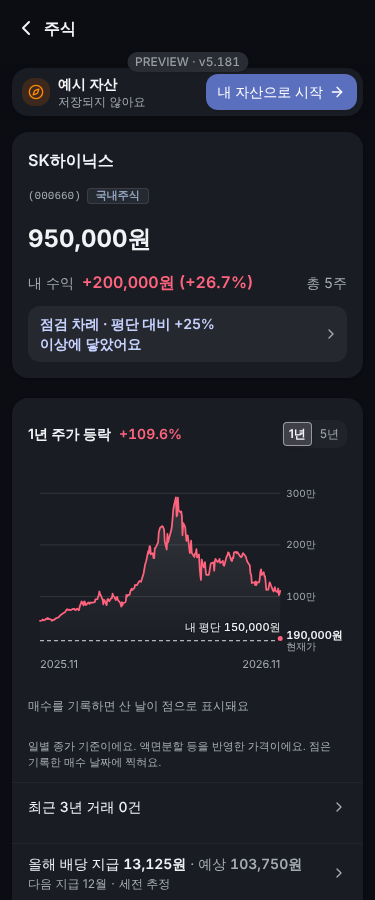 주식
PREVIEW · v5.181
예시 자산
저장되지 않아요
내 자산으로 시작 →
SK하이닉스
(000660) 국내주식
950,000원
내 수익 +200,000원 (+26.7%) 총 5주
점검 차례 · 평단 대비 +25%
이상에 닿았어요
1년 주가 등락 +109.6% 1년 5년
300만
200만
100만
내 평단 150,000원
190,000원
현재가
2025.11 2026.11
매수를 기록하면 산 날이 점으로 표시돼요
일별 종가 기준이에요. 액면분할 등을 반영한 가격이에요. 점은
기록한 매수 날짜에 찍혀요.
최근 3년 거래 0건
올해 배당 지급 13,125원 · 예상 103,750원
다음 지급 12월 · 세전 추정